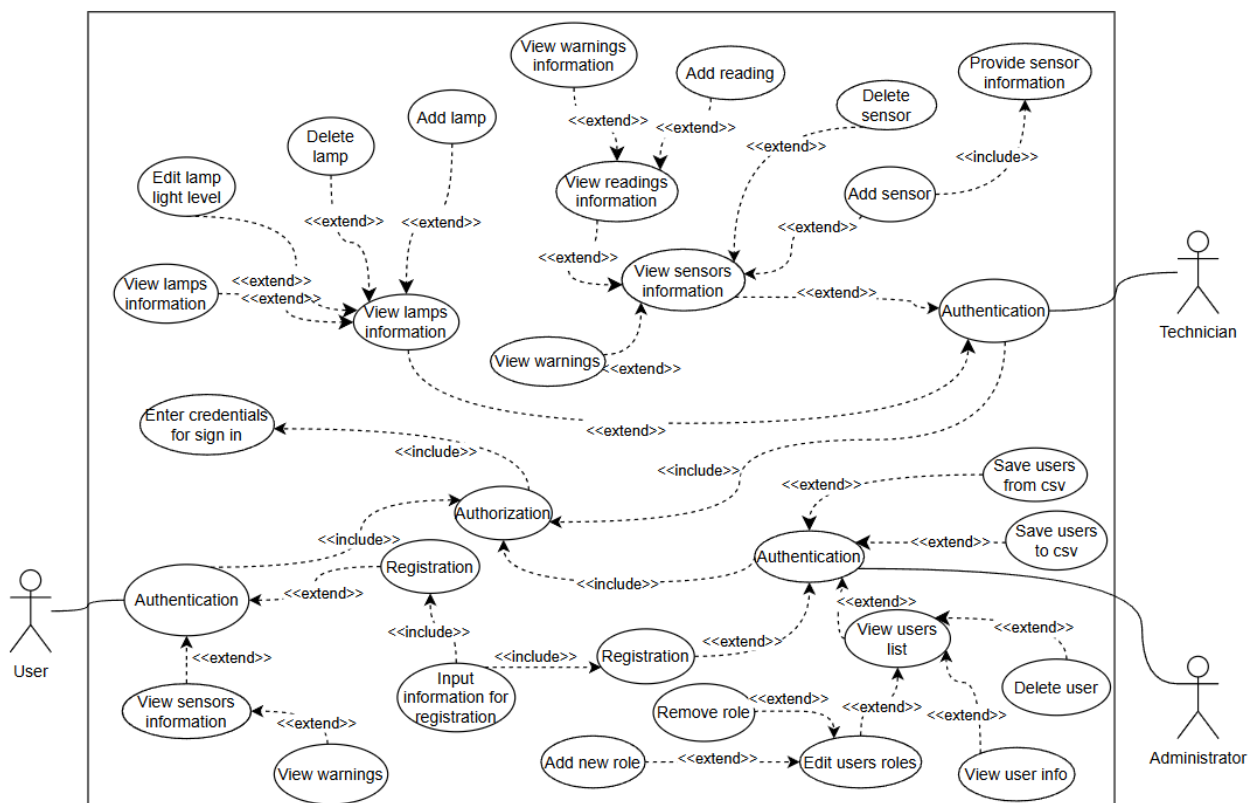 View warnings
information
Add reading
Provide sensor
information
Delete
sensor
Add lamp
Delete
lamp
<<extend>>
<<extend>>
<<extend>>
<<include>>
Edit lamp
light level
View readings
information
Add sensor
<<extend>>
<<extend>>
<<extend>>
<<extend>>
View lamps
information
<<extend>>
<<extend>>
View sensors
information
<<extend>>
View lamps
information
Authentication
Technician
View warnings
<<extend>>
Enter credentials
for sign in
<<extend>>
<<include>>
<<include>>
Save users
from csv
<<extend>>
Authorization
Save users
to csv
<<extend>>
Authentication
<<include>>
Registration
<<include>>
Authentication
<<extend>>
<<extend>>
View users
list
<<include>>
<<extend>>
<<extend>>
User
<<extend>>
Registration
<<include>>
Input
information for
registration
Delete user
View sensors
information
<<extend>>
Remove role
<<extend>>
<<extend>>
<<extend>>
View warnings
Add new role
<<extend>>
Edit users roles
View user info
Administrator